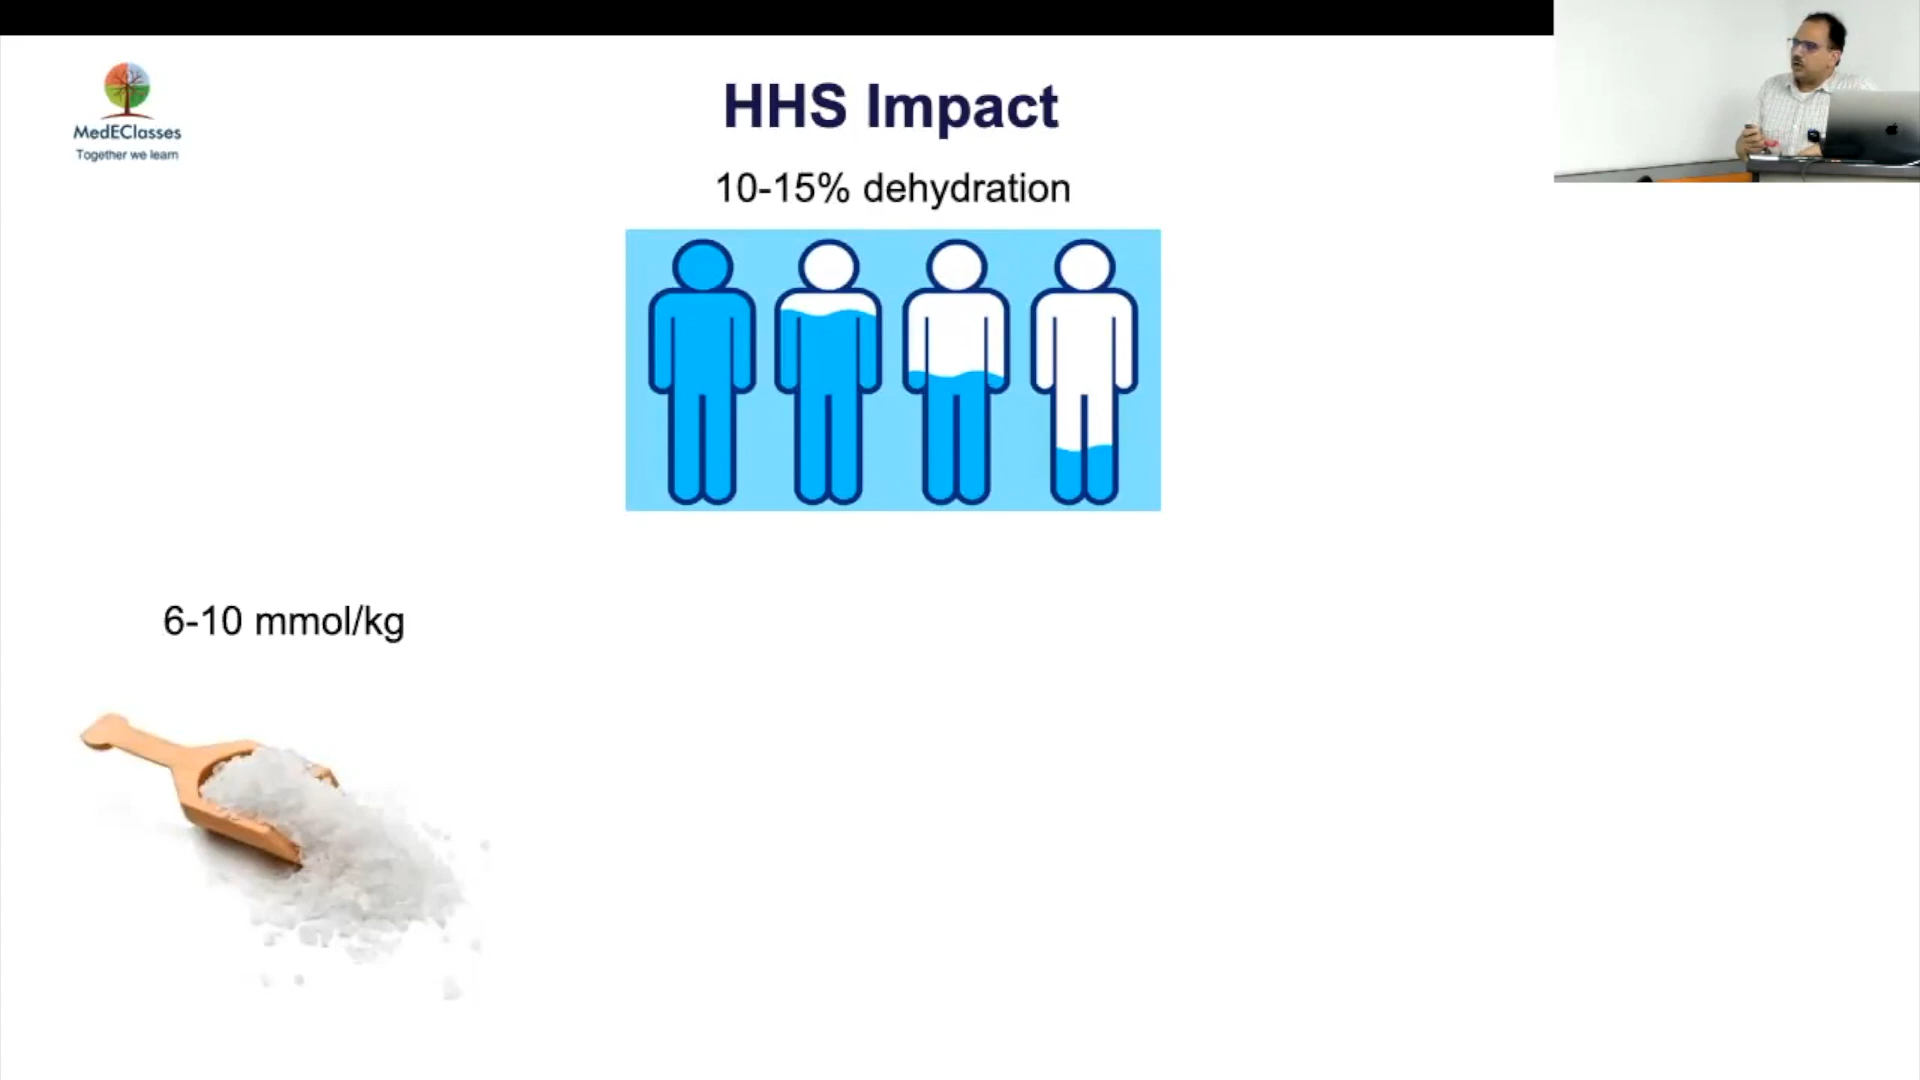 MedEClasses
Together we learn
HHS Impact
10-15% dehydration
6-10 mmol/kg